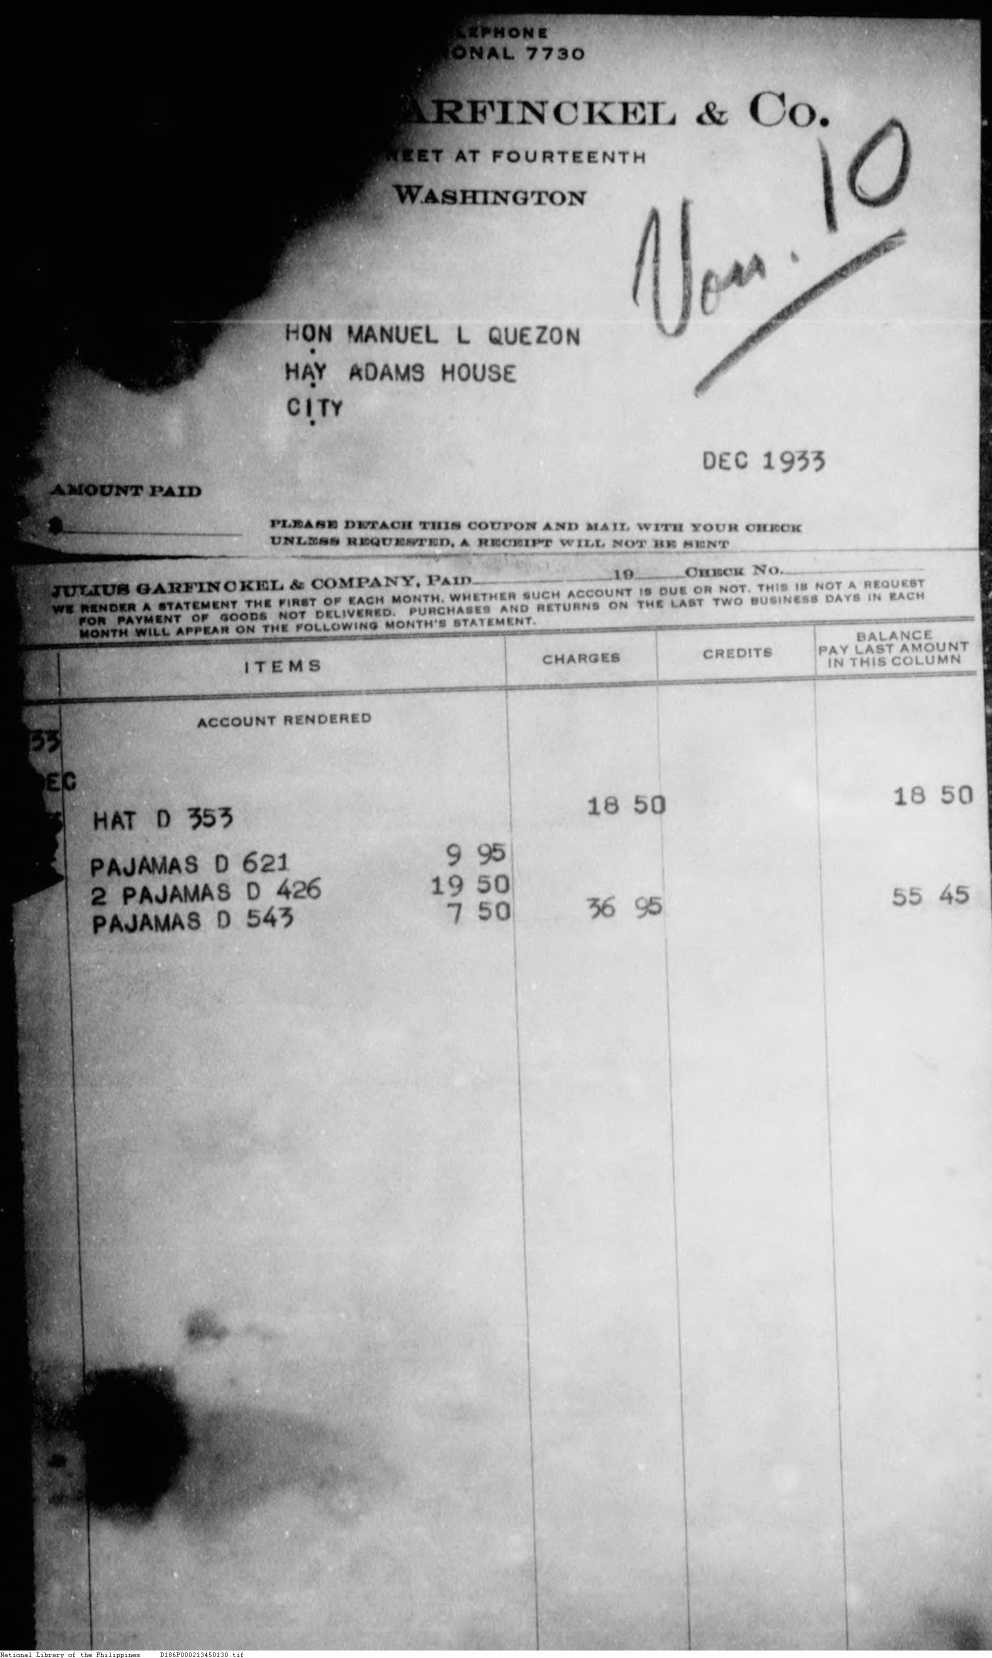 EPHONE
ONAL 7730
ARFINCKEL & Co.
EET AT FOURTEENTH
WASHINGTON
10
HON MANUEL L QUEZON
HAY ADAMS HOUSE
CITY
DEC 1933
AMOUNT PAID
$
PLEASE DETACH THIS COUPON AND MAIL WITH YOUR CHECK
UNLESS REQUESTED, A RECEIPT WILL NOT BE SENT
JULIUS GARFINCKEL & COMPANY, PAID 19 CHECK NO.
WE RENDER A STATEMENT THE FIRST OF EACH MONTH, WHETHER SUCH ACCOUNT IS DUE OR NOT. THIS IS NOT A REQUEST
FOR PAYMENT OF GOODS NOT DELIVERED. PURCHASES AND RETURNS ON THE LAST TWO BUSINESS DAYS IN EACH
MONTH WILL APPEAR ON THE FOLLOWING MONTH'S STATEMENT.
ITEMS CHARGES CREDITS BALANCE
PAY LAST AMOUNT
IN THIS COLUMN
ACCOUNT RENDERED
33
EC
HAT D 353 18 50 18 50
PAJAMAS D 621 9 95
2 PAJAMAS D 426 19 50
PAJAMAS D 543 7 50 36 95 55 45
National Library of the Philippines D186P000213450130.tif